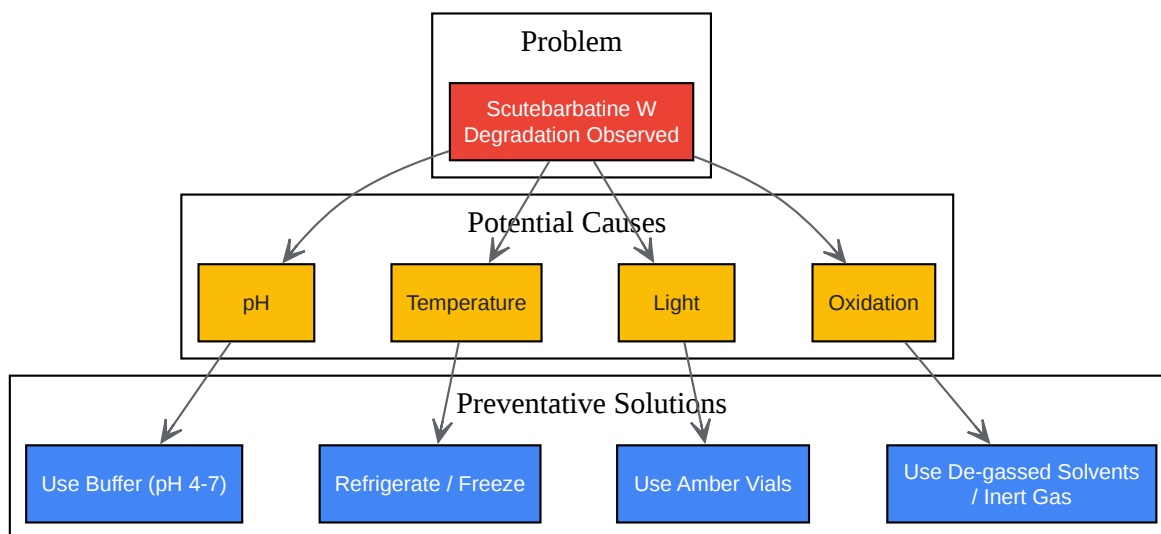 Problem
Scutebarbatine W
Degradation Observed
Potential Causes
pH
Temperature
Light
Oxidation
Preventative Solutions
Use Buffer (pH 4-7)
Refrigerate / Freeze
Use Amber Vials
Use De-gassed Solvents
/ Inert Gas